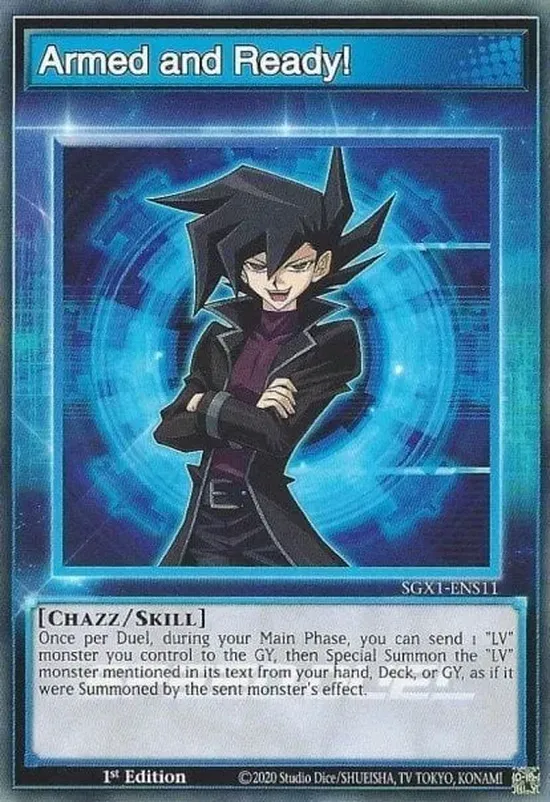 Armed and Ready!
SGX1-ENS11
[CHAZZ/SKILL]
Once per Duel, during your Main Phase, you can send 1 "LV"
monster you control to the GY, then Special Summon the "LV"
monster mentioned in its text from your hand, Deck, or GY, as if it
were Summoned by the sent monster's effect.
1st Edition
©2020 Studio Dice/SHUEISHA, TV TOKYO, KONAMI